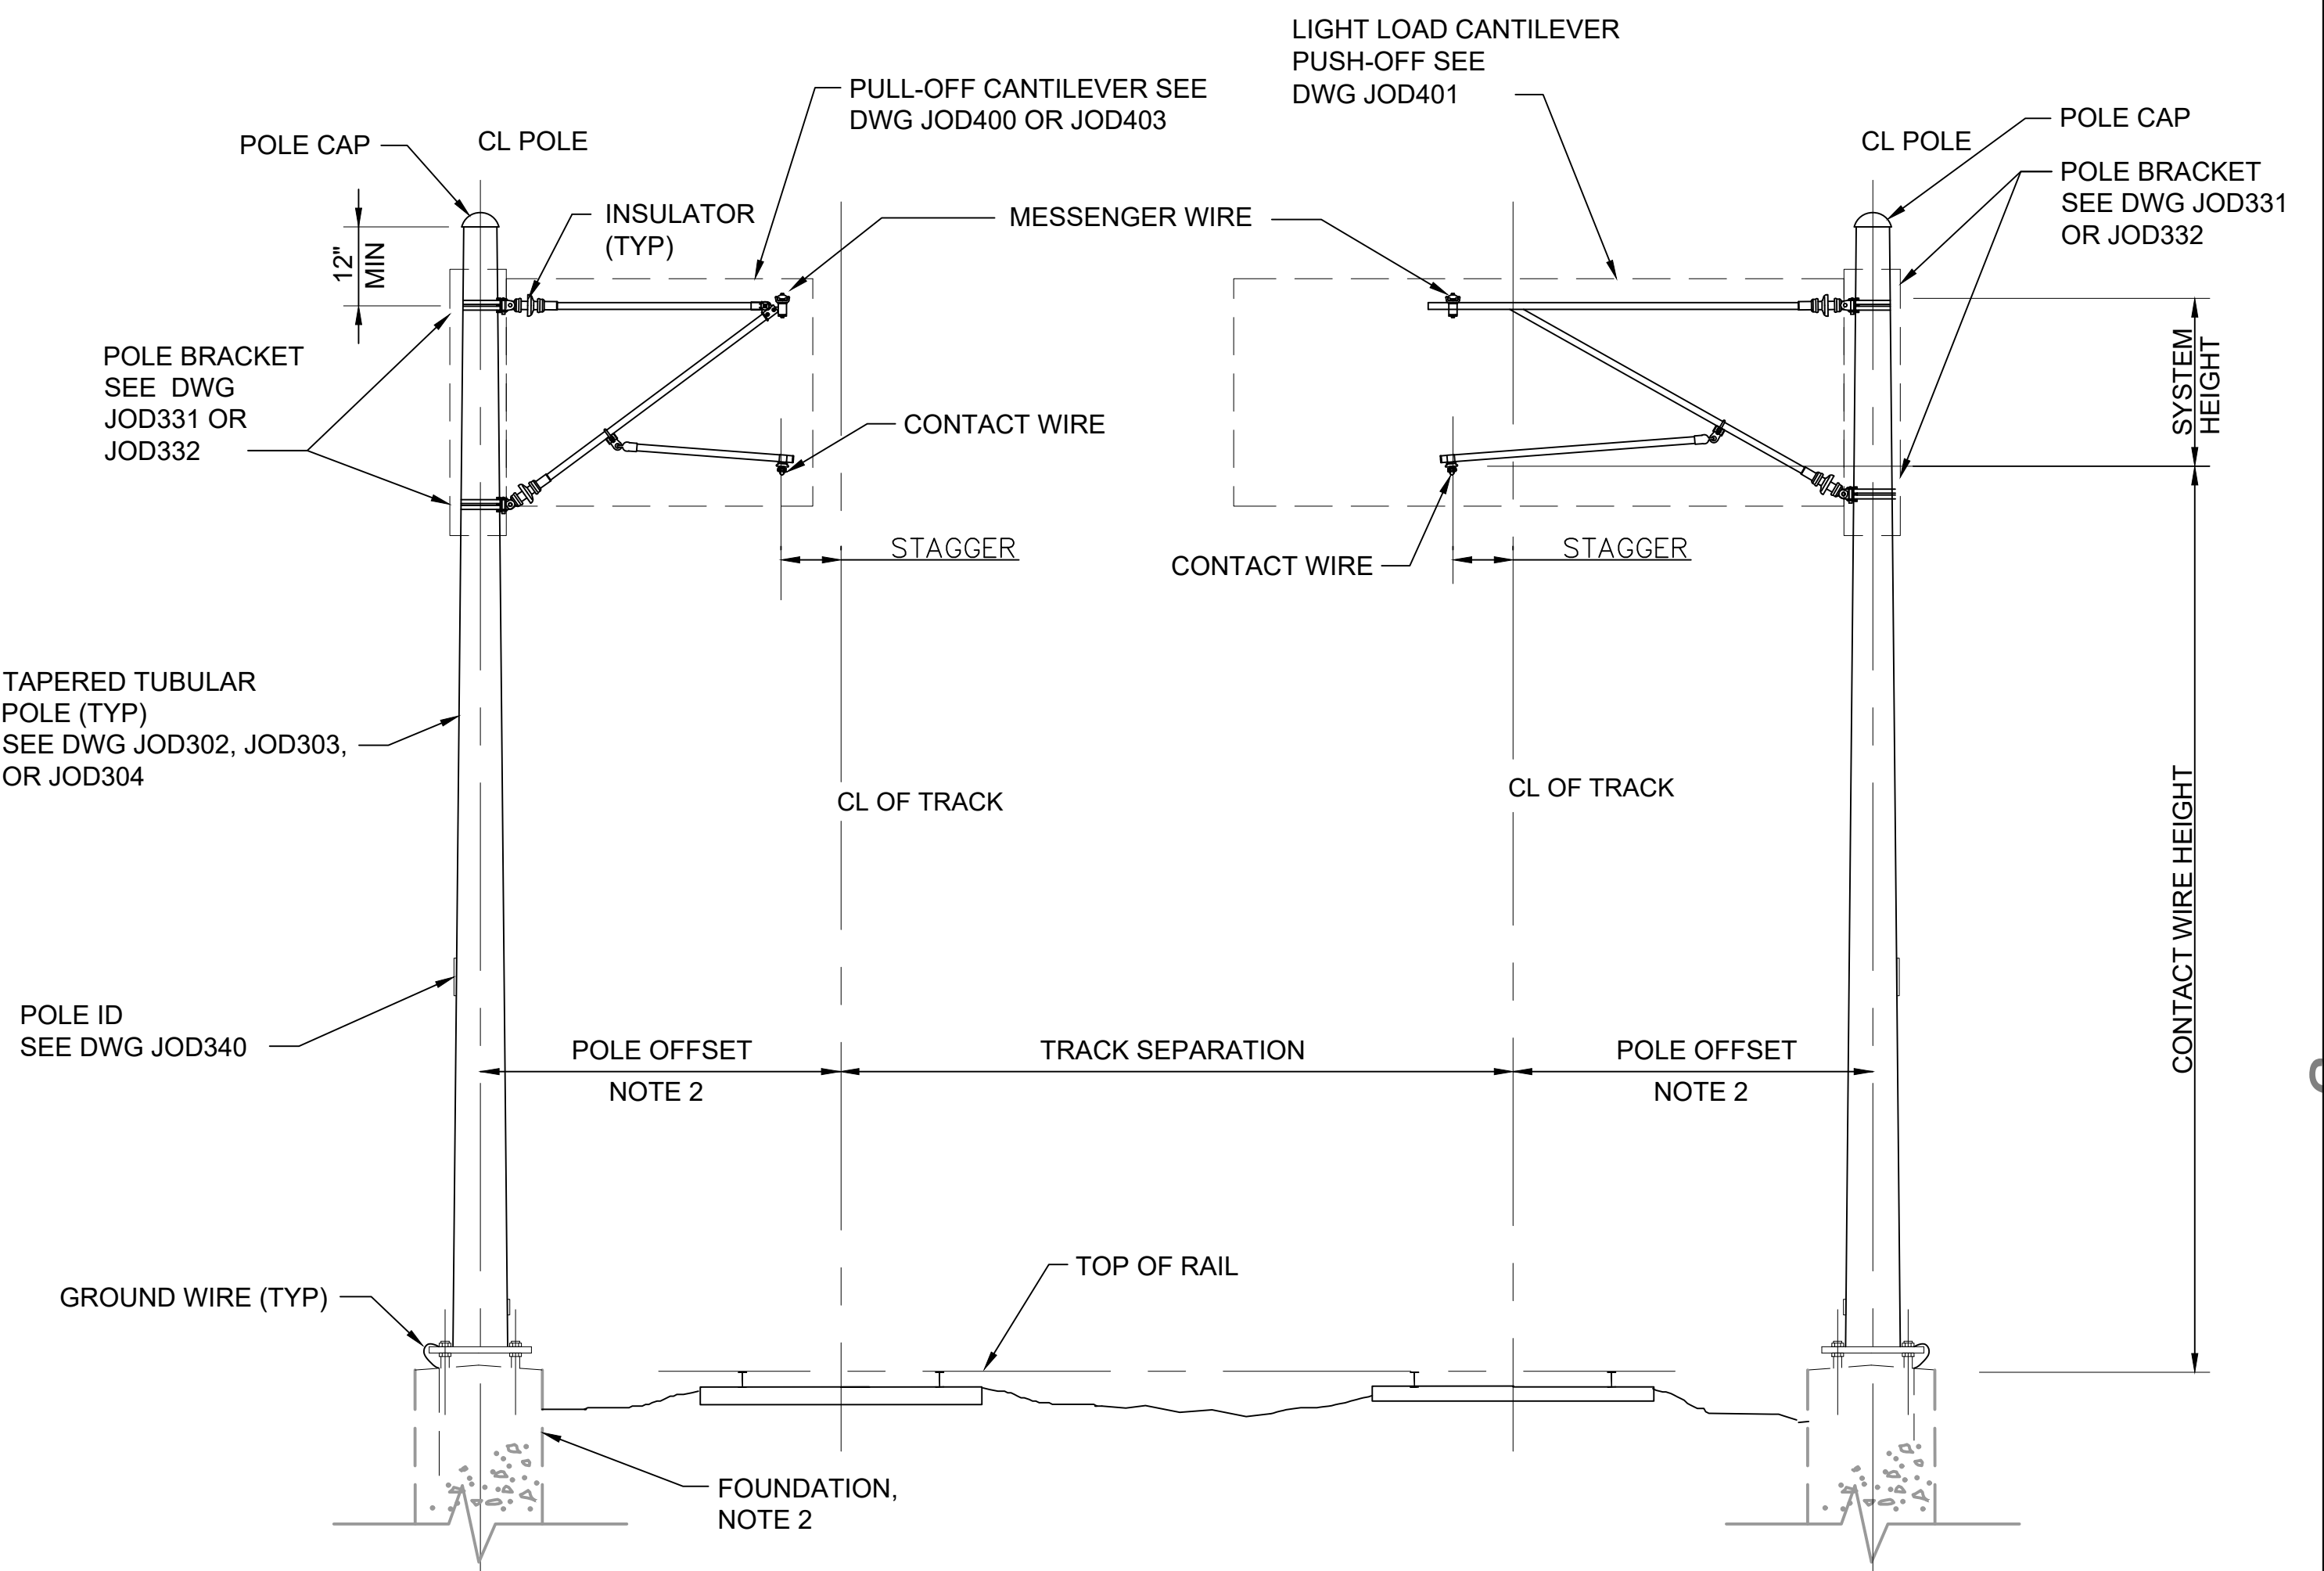 LIGHT LOAD CANTILEVER
PUSH-OFF SEE
DWG JOD401
PULL-OFF CANTILEVER SEE
DWG JOD400 OR JOD403
POLE CAP
CL POLE
POLE CAP
CL POLE
POLE BRACKET
SEE DWG JOD331
OR JOD332
INSULATOR
(TYP)
MESSENGER WIRE
12"
MIN
POLE BRACKET
SEE DWG
JOD331 OR
JOD332
CONTACT WIRE
SYSTEM
HEIGHT
STAGGER
CONTACT WIRE
STAGGER
TAPERED TUBULAR
POLE (TYP)
SEE DWG JOD302, JOD303,
OR JOD304
CL OF TRACK
CL OF TRACK
CONTACT WIRE HEIGHT
POLE ID
SEE DWG JOD340
POLE OFFSET
NOTE 2
TRACK SEPARATION
POLE OFFSET
NOTE 2
GROUND WIRE (TYP)
TOP OF RAIL
FOUNDATION,
NOTE 2